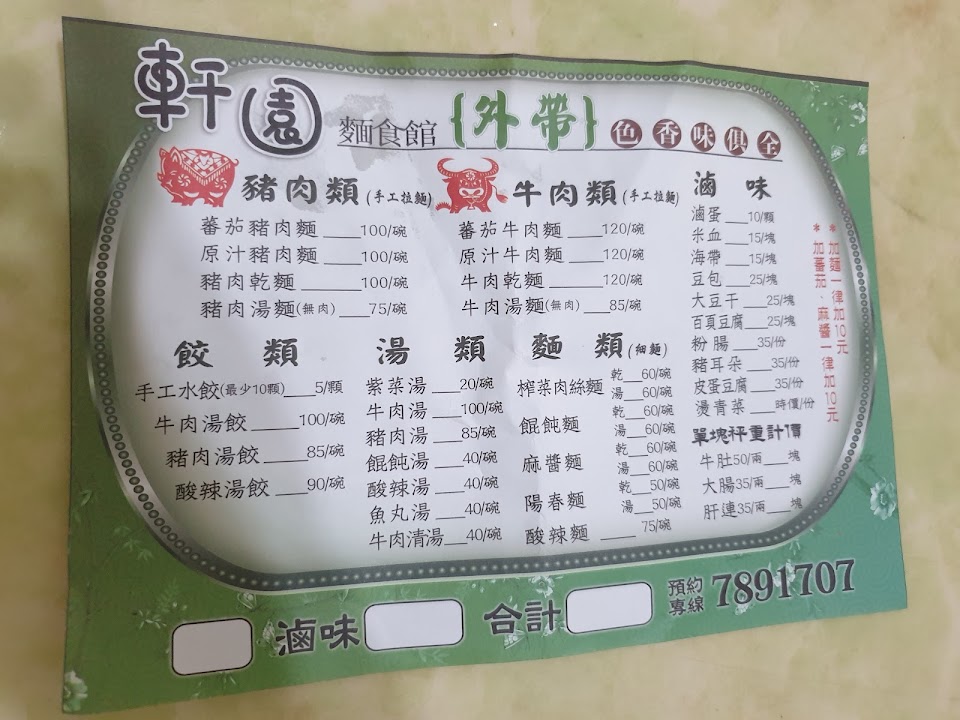 軒園 麵食館 {外帶} 色香味俱全
豬肉類(手工拉麵)
蕃茄豬肉麵 ___100/碗
原汁豬肉麵 ___100/碗
豬肉乾麵 ___100/碗
豬肉湯麵(無肉)___75/碗
牛肉類(手工拉麵)
蕃茄牛肉麵 ___120/碗
原汁牛肉麵 ___120/碗
牛肉乾麵 ___120/碗
牛肉湯麵(無肉)___85/碗
滷味
滷蛋 ___10/顆
米血 ___15/塊
海帶 ___15/塊
豆包 ___25/塊
大豆干 ___25/塊
百頁豆腐 ___25/塊
粉腸 ___35/份
豬耳朵 ___35/份
皮蛋豆腐 ___35/份
燙青菜 ___時價/份
單塊秤重計價
牛肚50/兩___塊
大腸35/兩___塊
肝連35/兩___塊
*加麵一律加10元
*加蕃茄、麻醬一律加10元
餃類
手工水餃(最少10顆)___5/顆
牛肉湯餃 ___100/碗
豬肉湯餃 ___85/碗
酸辣湯餃 ___90/碗
湯類
紫菜湯 ___20/碗
牛肉湯 ___100/碗
豬肉湯 ___85/碗
餛飩湯 ___40/碗
酸辣湯 ___40/碗
魚丸湯 ___40/碗
牛肉清湯 ___40/碗
麵類(細麵)
榨菜肉絲麵 乾___60/碗
湯___60/碗
餛飩麵 乾___60/碗
湯___60/碗
麻醬麵 乾___60/碗
湯___60/碗
陽春麵 乾___50/碗
湯___50/碗
酸辣麵 ___75/碗
滷味 合計
預約專線 7891707